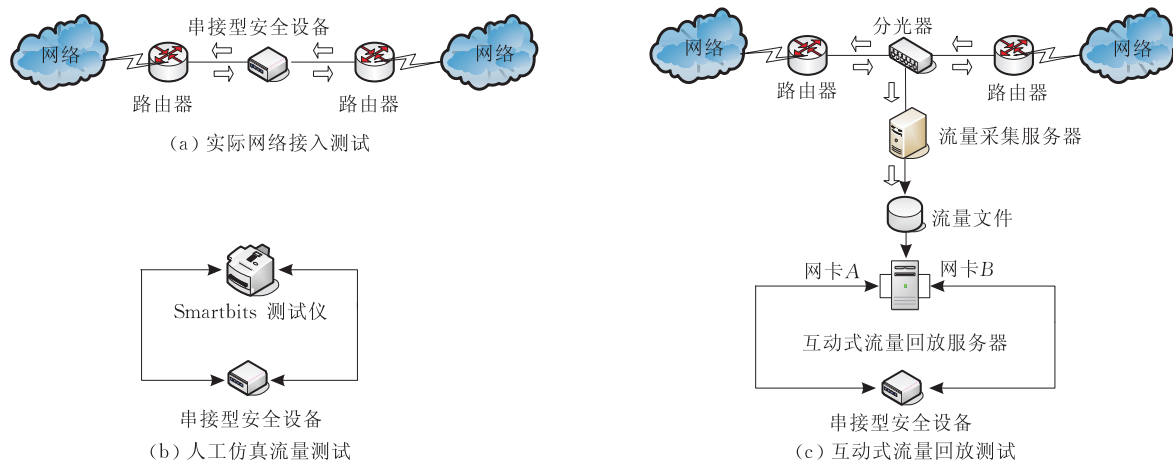 串接型安全设备
网络
网络
路由器
路由器
(a) 实际网络接入测试
Smartbits 测试仪
串接型安全设备
(b) 人工仿真流量测试
分光器
网络
网络
路由器
路由器
流量采集服务器
流量文件
网卡A
网卡B
互动式流量回放服务器
串接型安全设备
(c) 互动式流量回放测试